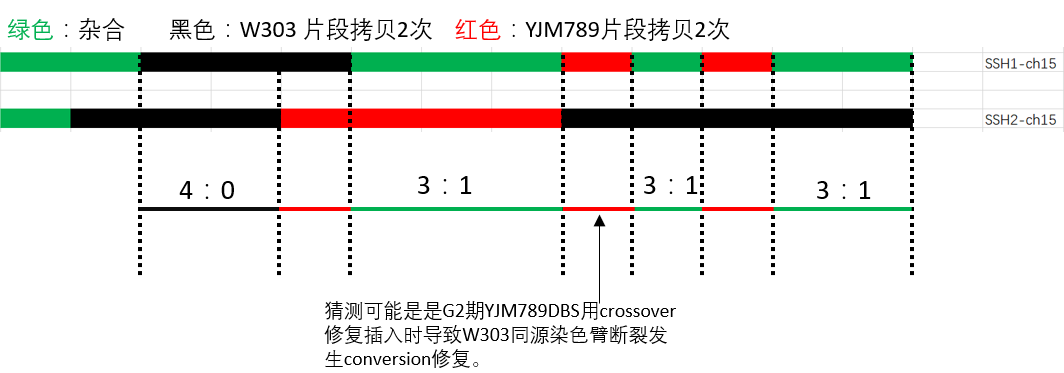 绿色：杂合 黑色：W303 片段拷贝2次 红色：YJM789片段拷贝2次
SSH1-ch15
SSH2-ch15
4：0 3：1 3：1 3：1
猜测可能是是G2期YJM789DBS用crossover
修复插入时导致W303同源染色臂断裂发
生conversion修复。